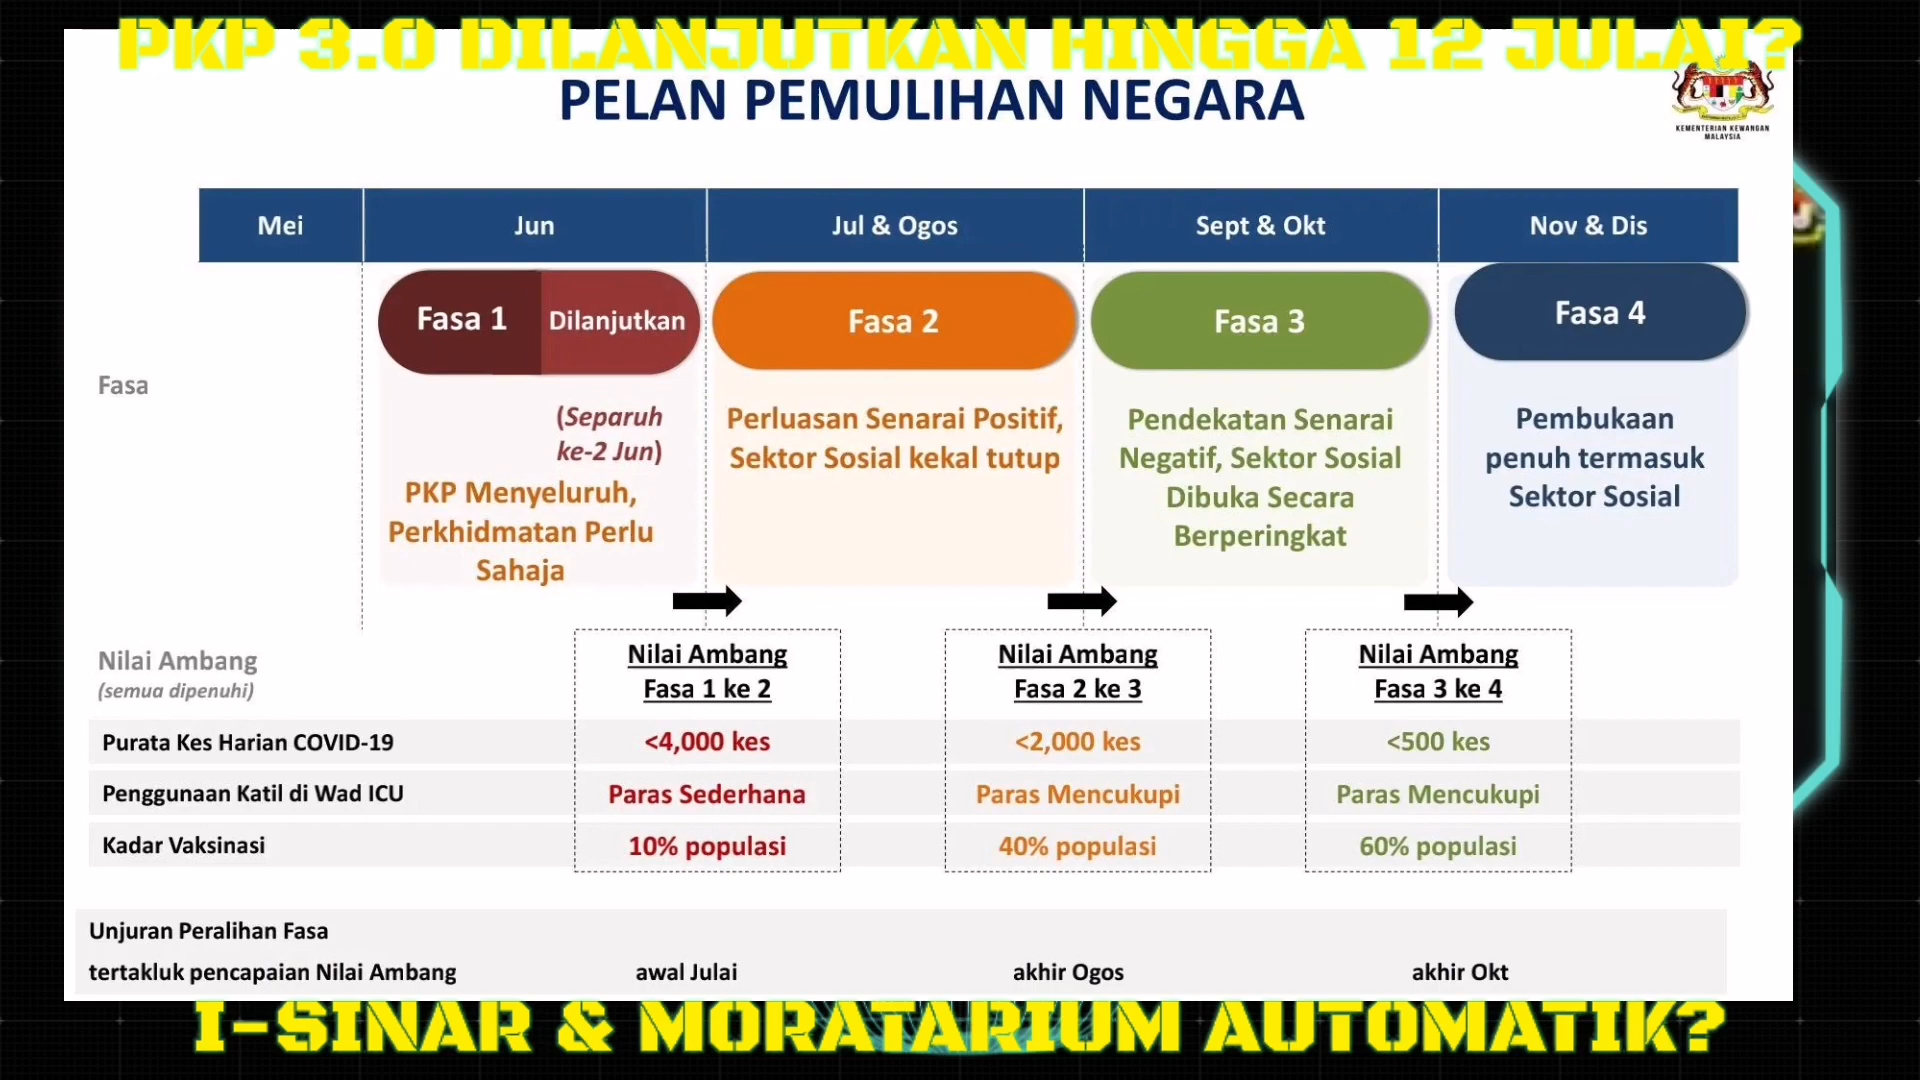 PKP 3.0 DILANJUTKAN HINGGA 12 JULAI?
PELAN PEMULIHAN NEGARA
KEMENTERIAN KEWANGAN
MALAYSIA
Mei
Jun
Jul & Ogos
Sept & Okt
Nov & Dis
Fasa
Fasa 1
Dilanjutkan
(Separuh
ke-2 Jun)
PKP Menyeluruh,
Perkhidmatan Perlu
Sahaja
Fasa 2
Perluasan Senarai Positif,
Sektor Sosial kekal tutup
Fasa 3
Pendekatan Senarai
Negatif, Sektor Sosial
Dibuka Secara
Berperingkat
Fasa 4
Pembukaan
penuh termasuk
Sektor Sosial
Nilai Ambang
(semua dipenuhi)
Nilai Ambang
Fasa 1 ke 2
Nilai Ambang
Fasa 2 ke 3
Nilai Ambang
Fasa 3 ke 4
Purata Kes Harian COVID-19
<4,000 kes
<2,000 kes
<500 kes
Penggunaan Katil di Wad ICU
Paras Sederhana
Paras Mencukupi
Paras Mencukupi
Kadar Vaksinasi
10% populasi
40% populasi
60% populasi
Unjuran Peralihan Fasa
tertakluk pencapaian Nilai Ambang
awal Julai
akhir Ogos
akhir Okt
I-SINAR & MORATARIUM AUTOMATIK?